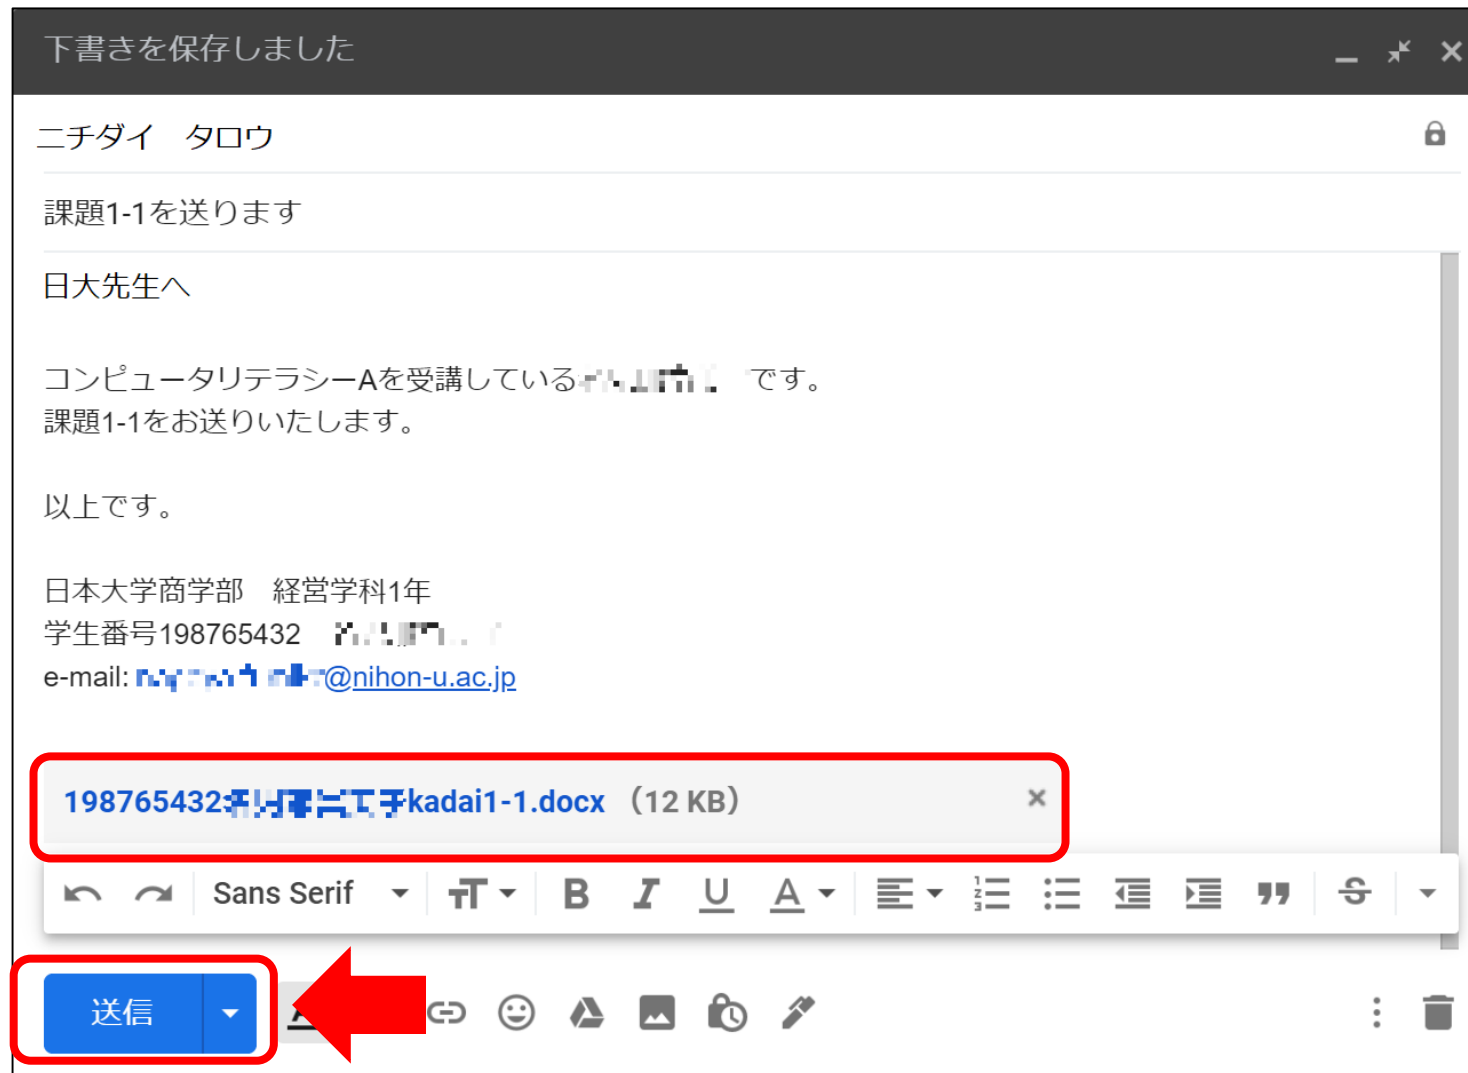 下書きを保存しました
ニチダイ　タロウ
課題1-1を送ります
日大先生へ
コンピュータリテラシーAを受講している　です。
課題1-1をお送りいたします。
以上です。
日本大学商学部　経営学科1年
学生番号198765432
e-mail: @nihon-u.ac.jp
198765432 kadai1-1.docx （12 KB）
Sans Serif
送信